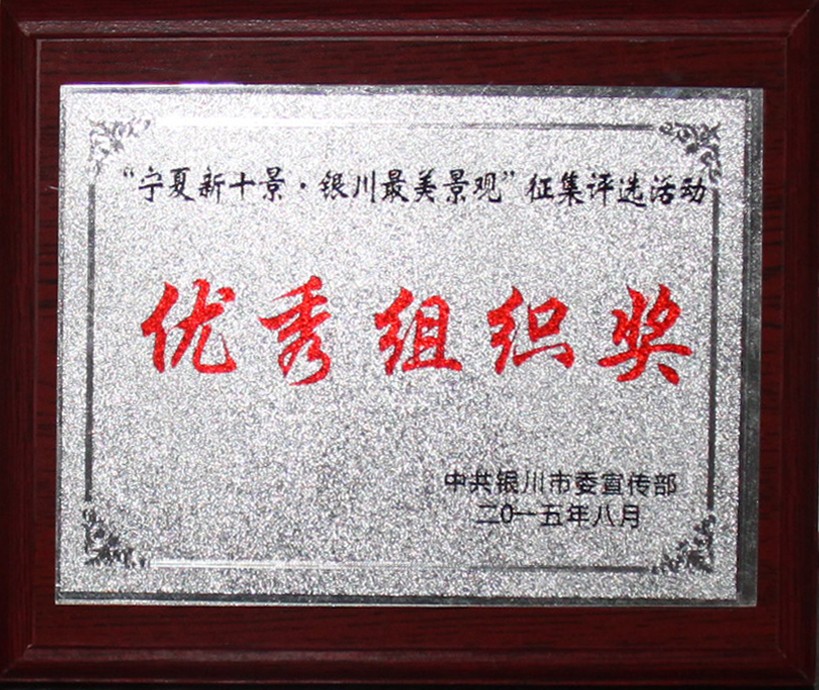 “宁夏新十景·银川最美景观”征集评选活动
优秀组织奖
中共银川市委宣传部
二0一五年八月